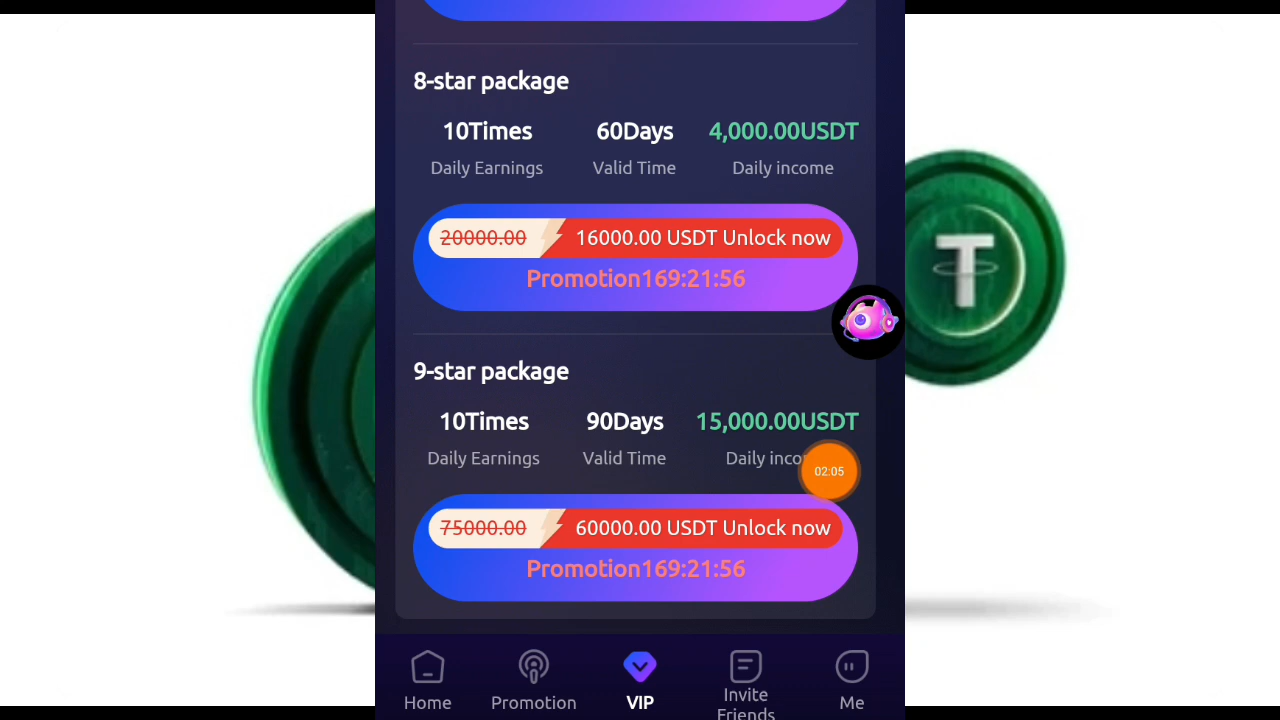 8-star package
10Times 60Days 4,000.00USDT
Daily Earnings Valid Time Daily income
20000.00 16000.00 USDT Unlock now
Promotion169:21:56
9-star package
10Times 90Days 15,000.00USDT
Daily Earnings Valid Time Daily
02:05
75000.00 60000.00 USDT Unlock now
Promotion169:21:56
Home Promotion VIP Invite Friends Me